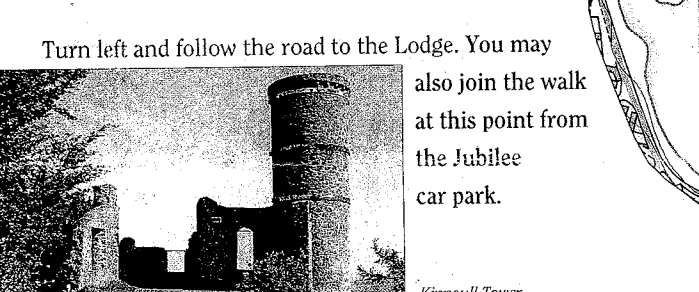 Turn left and follow the road to the Lodge. You may
also join the walk
at this point from
the Jubilee
car park.